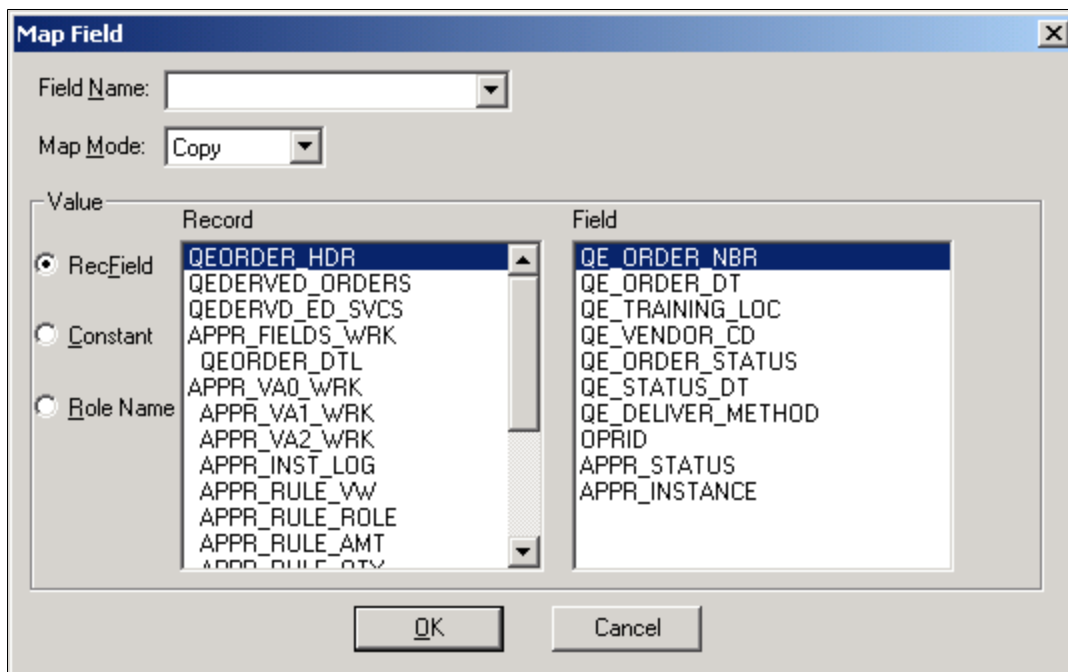 Map Field
Field Name:
Map Mode: Copy
Value
Record Field
RecField
Constant
Role Name
QEORDER_HDR
QEDERVED_ORDERS
QEDERVD_ED_SVCS
APPR_FIELDS_WRK
QEORDER_DTL
APPR_VA0_WRK
APPR_VA1_WRK
APPR_VA2_WRK
APPR_INST_LOG
APPR_RULE_VW
APPR_RULE_ROLE
APPR_RULE_AMT
APPR_RULE_QTY
QE_ORDER_NBR
QE_ORDER_DT
QE_TRAINING_LOC
QE_VENDOR_CD
QE_ORDER_STATUS
QE_STATUS_DT
QE_DELIVER_METHOD
OPRID
APPR_STATUS
APPR_INSTANCE
OK Cancel